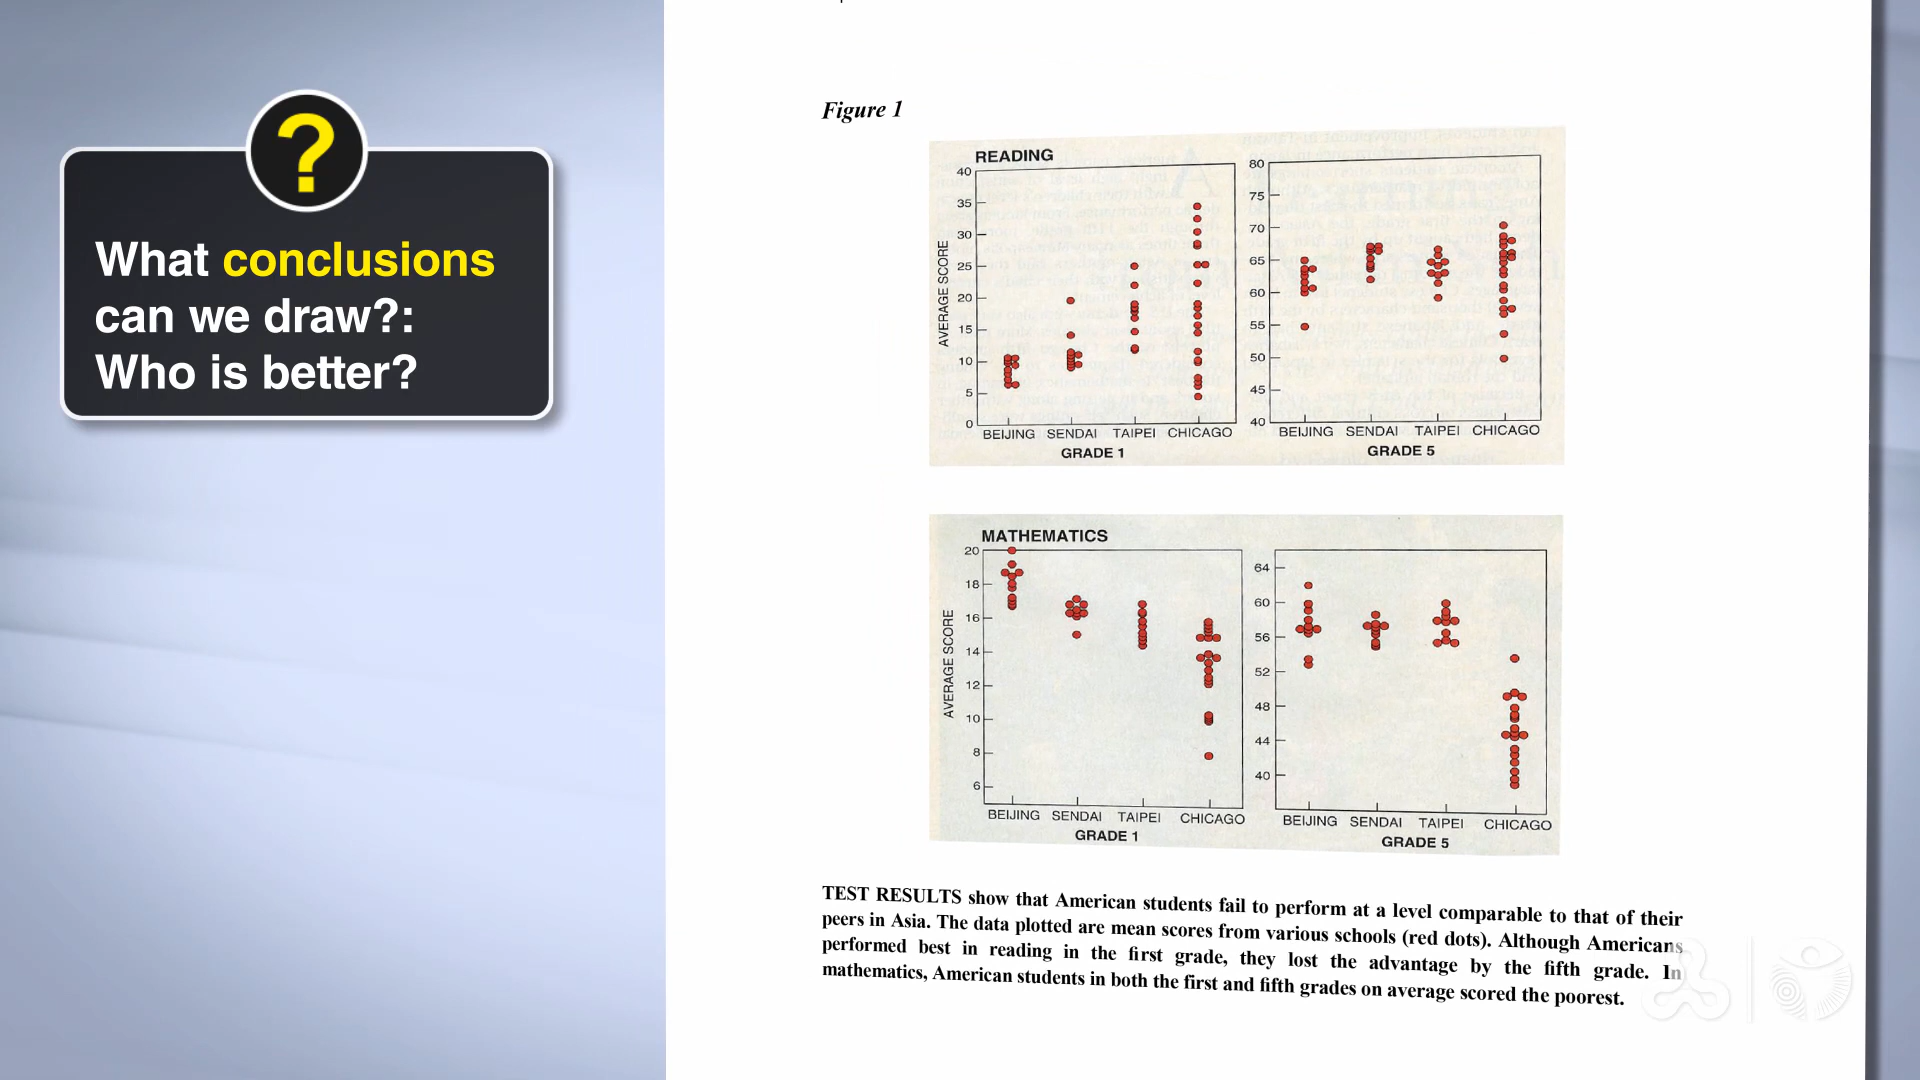 ?
What conclusions
can we draw?:
Who is better?
Figure 1
READING
40
35
30
25
20
15
10
5
0
AVERAGE SCORE
BEIJING SENDAI TAIPEI CHICAGO
GRADE 1
80
75
70
65
60
55
50
45
40
BEIJING SENDAI TAIPEI CHICAGO
GRADE 5
MATHEMATICS
20
18
16
14
12
10
8
6
AVERAGE SCORE
BEIJING SENDAI TAIPEI CHICAGO
GRADE 1
64
60
56
52
48
44
40
BEIJING SENDAI TAIPEI CHICAGO
GRADE 5
TEST RESULTS show that American students fail to perform at a level comparable to that of their
peers in Asia. The data plotted are mean scores from various schools (red dots). Although Americans
performed best in reading in the first grade, they lost the advantage by the fifth grade. In
mathematics, American students in both the first and fifth grades on average scored the poorest.